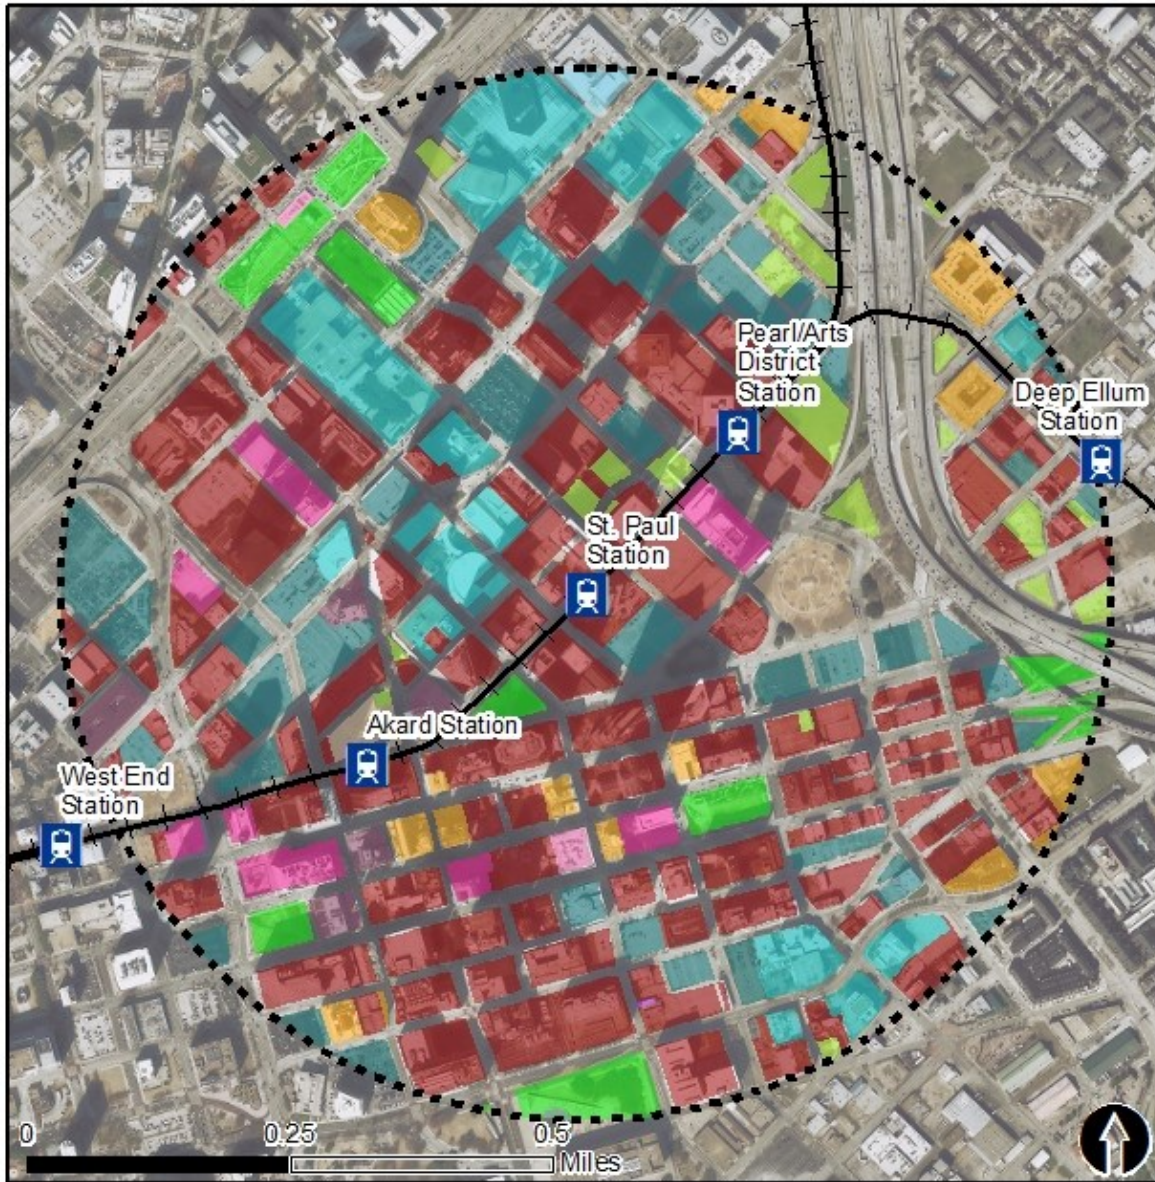 Pearl/Arts
District
Station
Deep Ellum
Station
St. Paul
Station
Akard Station
West End
Station
0 0.25 0.5
Miles